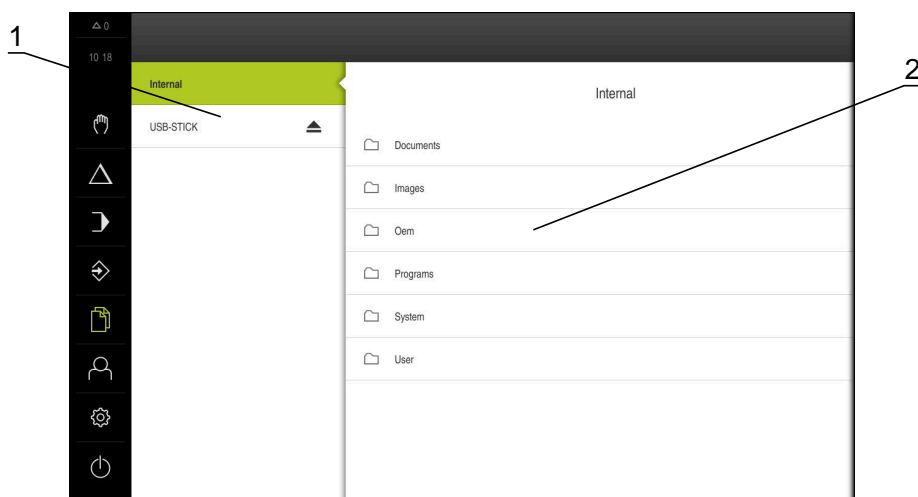 1
0
10 18
2
Internal
USB-STICK
Internal
Documents
Images
Oem
Programs
System
User